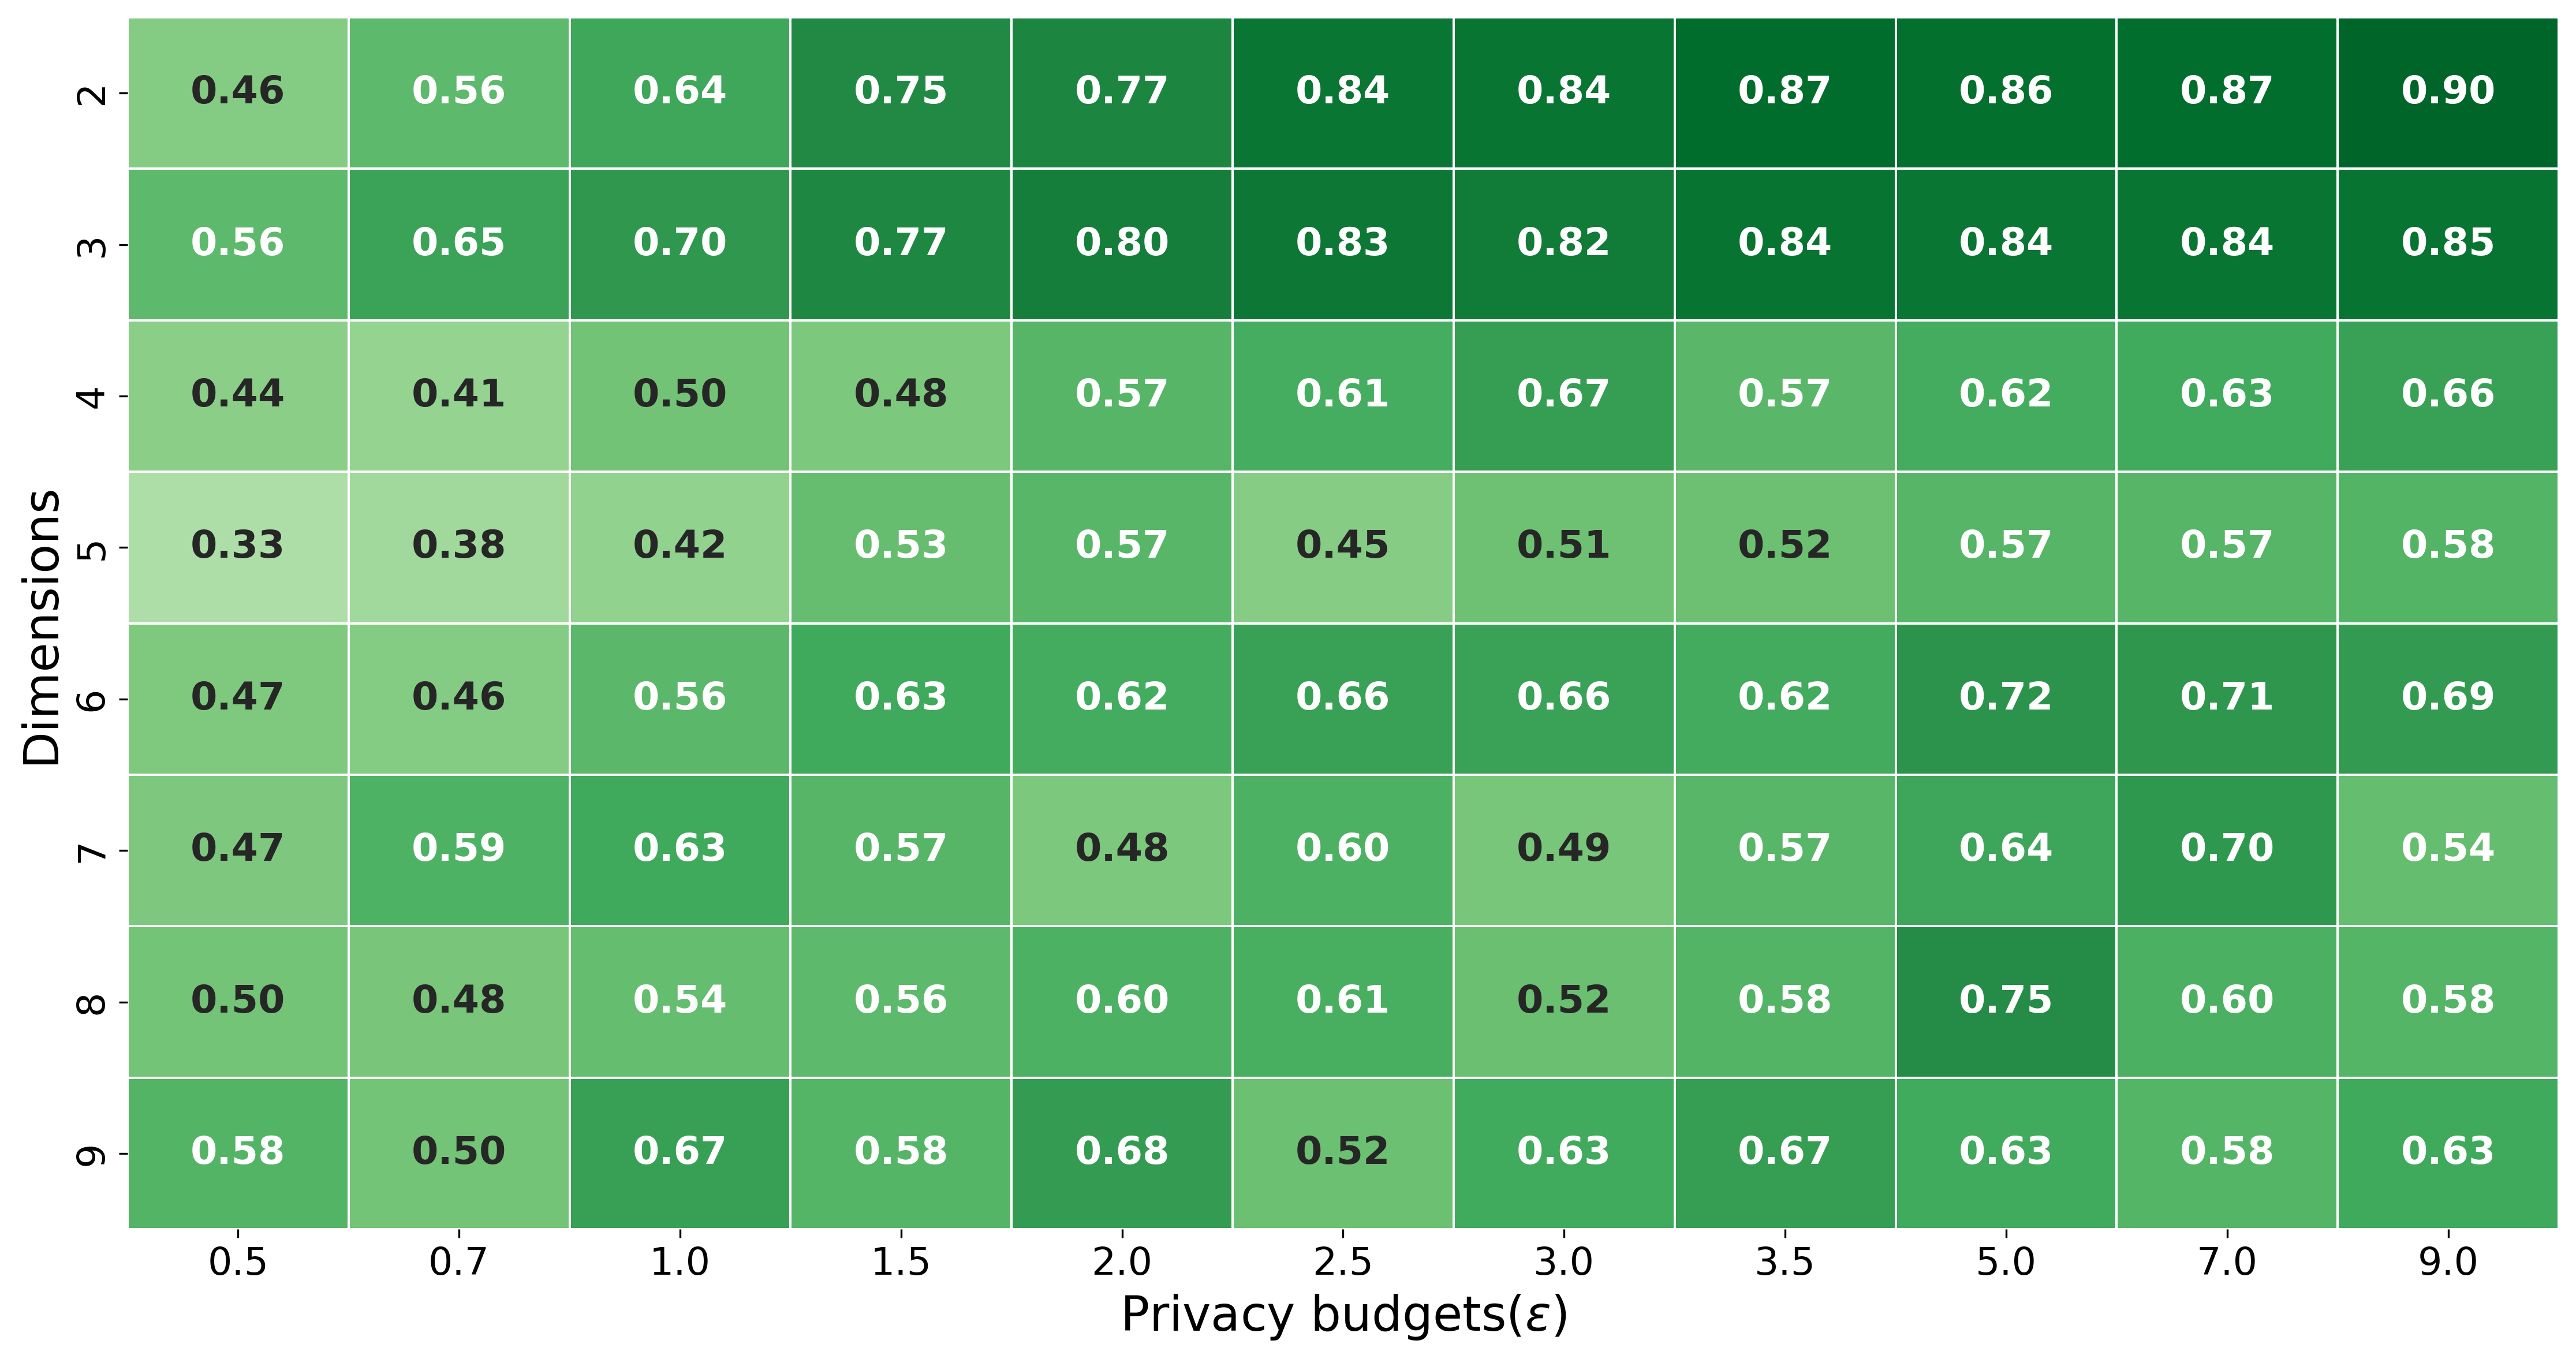 2 0.46 0.56 0.64 0.75 0.77 0.84 0.84 0.87 0.86 0.87 0.90
3 0.56 0.65 0.70 0.77 0.80 0.83 0.82 0.84 0.84 0.84 0.85
4 0.44 0.41 0.50 0.48 0.57 0.61 0.67 0.57 0.62 0.63 0.66
Dimensions
5 0.33 0.38 0.42 0.53 0.57 0.45 0.51 0.52 0.57 0.57 0.58
6 0.47 0.46 0.56 0.63 0.62 0.66 0.66 0.62 0.72 0.71 0.69
7 0.47 0.59 0.63 0.57 0.48 0.60 0.49 0.57 0.64 0.70 0.54
8 0.50 0.48 0.54 0.56 0.60 0.61 0.52 0.58 0.75 0.60 0.58
9 0.58 0.50 0.67 0.58 0.68 0.52 0.63 0.67 0.63 0.58 0.63
0.5 0.7 1.0 1.5 2.0 2.5 3.0 3.5 5.0 7.0 9.0
Privacy budgets(ε)